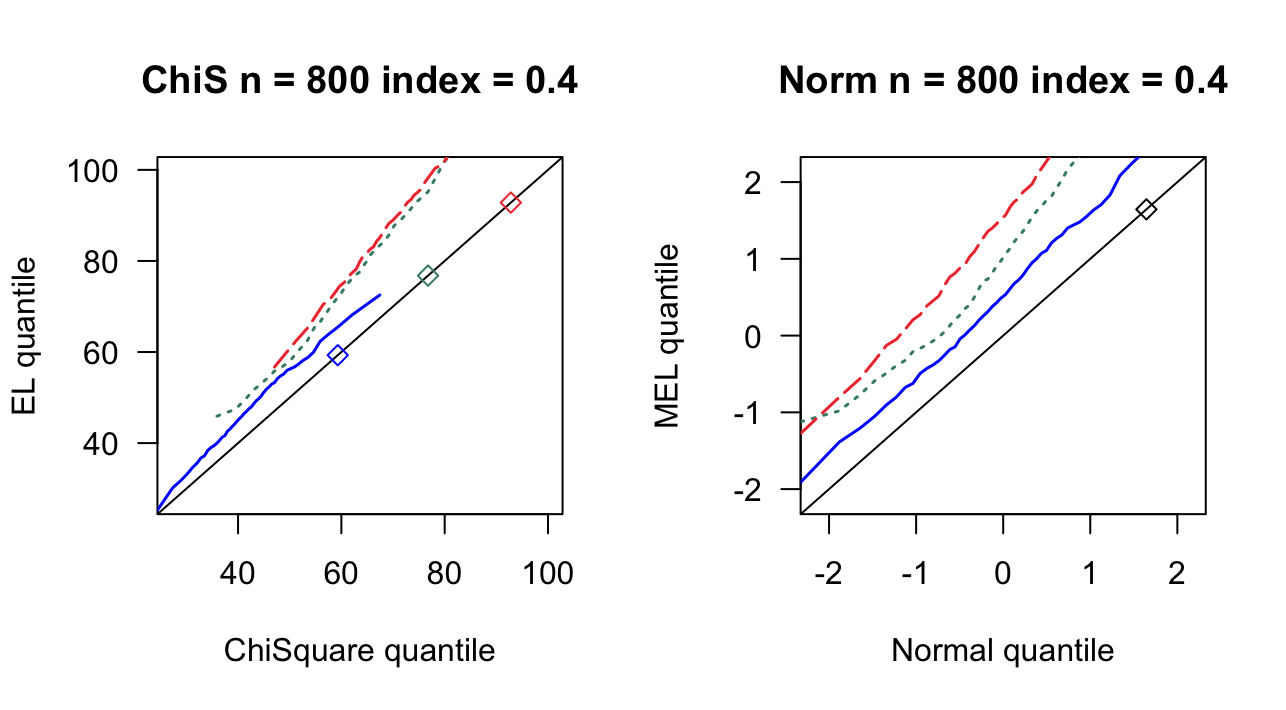 ChiS n = 800 index = 0.4
100
80
60
40
EL quantile
40 60 80 100
ChiSquare quantile
Norm n = 800 index = 0.4
2
1
0
-1
-2
MEL quantile
-2 -1 0 1 2
Normal quantile